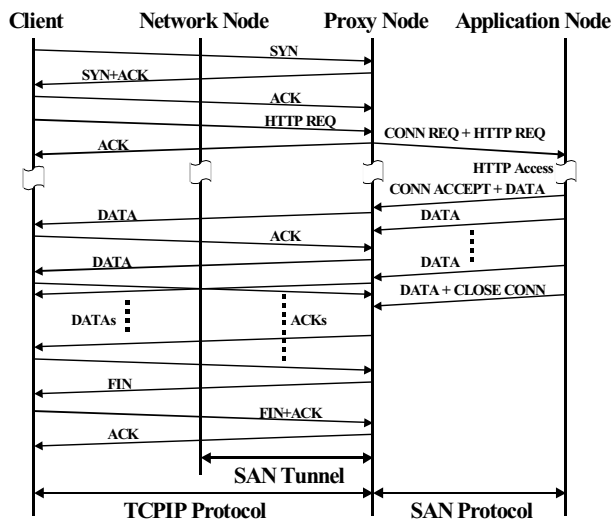 Client Network Node Proxy Node Application Node
SYN
SYN+ACK
ACK
HTTP REQ
ACK
CONN REQ + HTTP REQ
HTTP Access
CONN ACCEPT + DATA
DATA
DATA
ACK
DATA
DATA
DATA + CLOSE CONN
DATAs
ACKs
FIN
FIN+ACK
ACK
SAN Tunnel
TCPIP Protocol
SAN Protocol